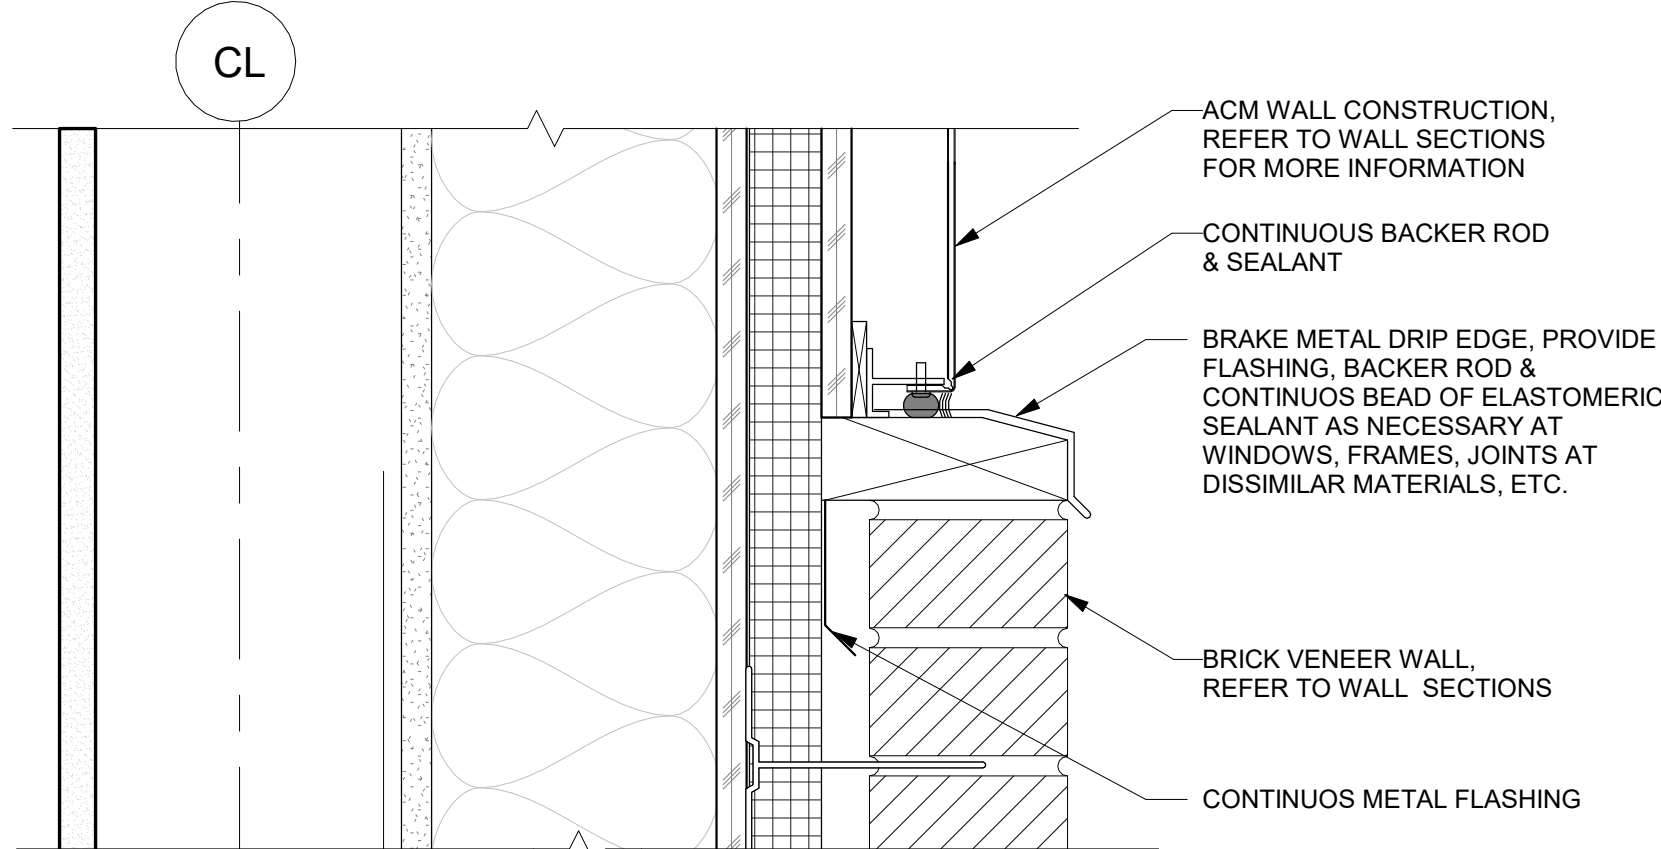 CL
ACM WALL CONSTRUCTION,
REFER TO WALL SECTIONS
FOR MORE INFORMATION
CONTINUOUS BACKER ROD
& SEALANT
BRAKE METAL DRIP EDGE, PROVIDE
FLASHING, BACKER ROD &
CONTINUOS BEAD OF ELASTOMERIC
SEALANT AS NECESSARY AT
WINDOWS, FRAMES, JOINTS AT
DISSIMILAR MATERIALS, ETC.
BRICK VENEER WALL,
REFER TO WALL SECTIONS
CONTINUOS METAL FLASHING